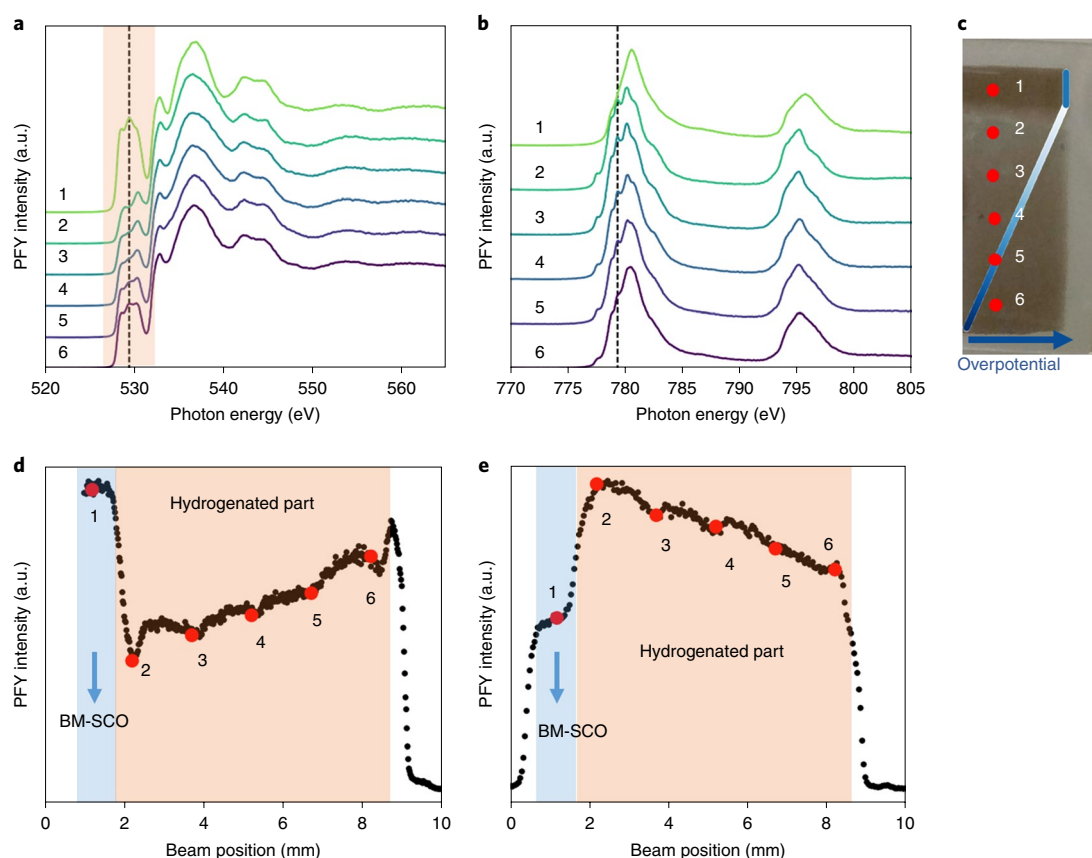 a
PFY intensity (a.u.)
1
2
3
4
5
6
520 530 540 550 560
Photon energy (eV)
b
PFY intensity (a.u.)
1
2
3
4
5
6
770 775 780 785 790 795 800 805
Photon energy (eV)
c
1
2
3
4
5
6
Overpotential
d
PFY intensity (a.u.)
Hydrogenated part
1
2
3
4
5
6
BM-SCO
0 2 4 6 8 10
Beam position (mm)
e
PFY intensity (a.u.)
1
2
3
4
5
6
Hydrogenated part
BM-SCO
0 2 4 6 8 10
Beam position (mm)